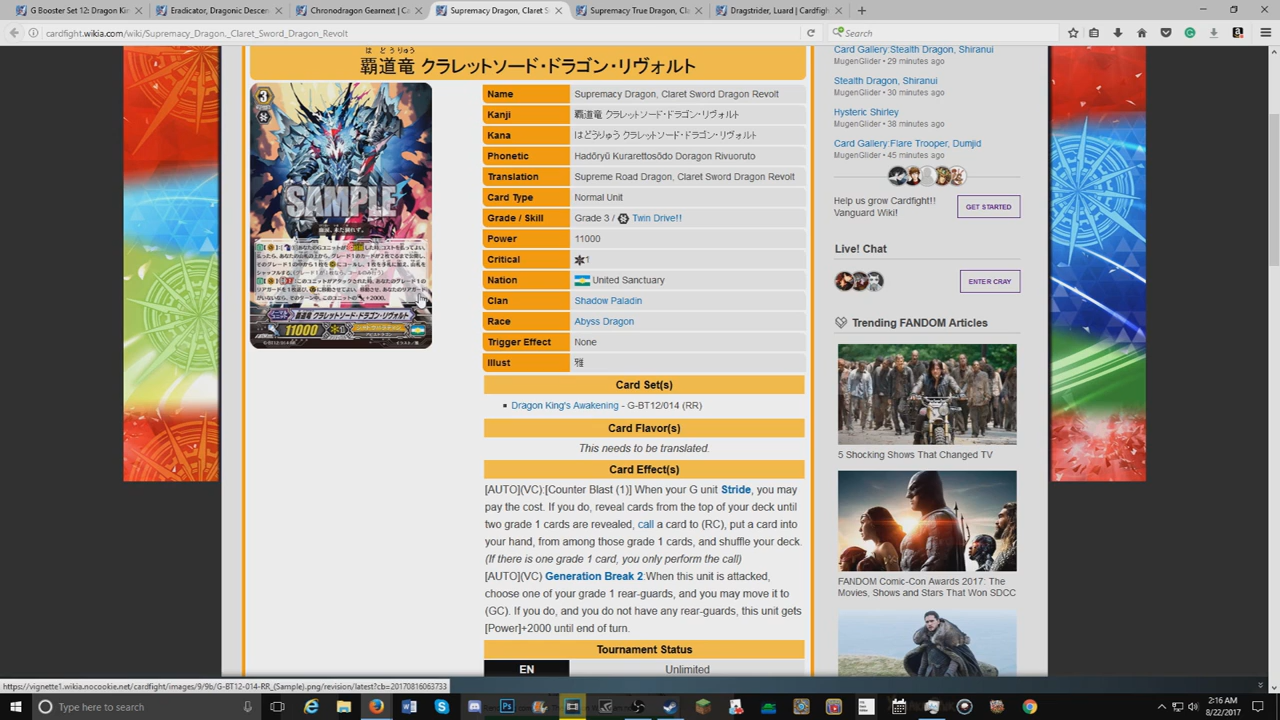 G Booster Set 12: Dragon Kin
Eradicator, Dragonic Descen
Chronodragon Gearnext | Ca
Supremacy Dragon, Claret S
Supremacy True Dragon, Cl
Dragstrider, Luard | Cardfigh
cardfight.wikia.com/wiki/Supremacy_Dragon,_Claret_Sword_Dragon_Revolt
Search
はどうりゅう
覇道竜 クラレットソード・ドラゴン・リヴォルト
3
SAMPLE
11000
Name Supremacy Dragon, Claret Sword Dragon Revolt
Kanji 覇道竜 クラレットソード・ドラゴン・リヴォルト
Kana はどうりゅう クラレットソード・ドラゴン・リヴォルト
Phonetic Hadōryū Kurarettosōdo Doragon Rivuoruto
Translation Supreme Road Dragon, Claret Sword Dragon Revolt
Card Type Normal Unit
Grade / Skill Grade 3 / Twin Drive!!
Power 11000
Critical 1
Nation United Sanctuary
Clan Shadow Paladin
Race Abyss Dragon
Trigger Effect None
Illust 雅
Card Set(s)
Dragon King's Awakening - G-BT12/014 (RR)
Card Flavor(s)
This needs to be translated.
Card Effect(s)
[AUTO](VC):[Counter Blast (1)] When your G unit Stride, you may
pay the cost. If you do, reveal cards from the top of your deck until
two grade 1 cards are revealed, call a card to (RC), put a card into
your hand, from among those grade 1 cards, and shuffle your deck.
(If there is one grade 1 card, you only perform the call)
[AUTO](VC) Generation Break 2:When this unit is attacked,
choose one of your grade 1 rear-guards, and you may move it to
(GC). If you do, and you do not have any rear-guards, this unit gets
[Power]+2000 until end of turn.
Tournament Status
EN Unlimited
Card Gallery:Stealth Dragon, Shiranui
MugenGlider • 29 minutes ago
Stealth Dragon, Shiranui
MugenGlider • 30 minutes ago
Hysteric Shirley
MugenGlider • 38 minutes ago
Card Gallery:Flare Trooper, Dumjid
MugenGlider • 45 minutes ago
Help us grow Cardfight!!
Vanguard Wiki!
GET STARTED
Live! Chat
ENTER CRAY
Trending FANDOM Articles
5 Shocking Shows That Changed TV
FANDOM Comic-Con Awards 2017: The
Movies, Shows and Stars That Won SDCC
https://vignette1.wikia.nocookie.net/cardfight/images/9/9b/G-BT12-014-RR_(Sample).png/revision/latest?cb=20170816063733
Type here to search
2:16 AM
8/22/2017